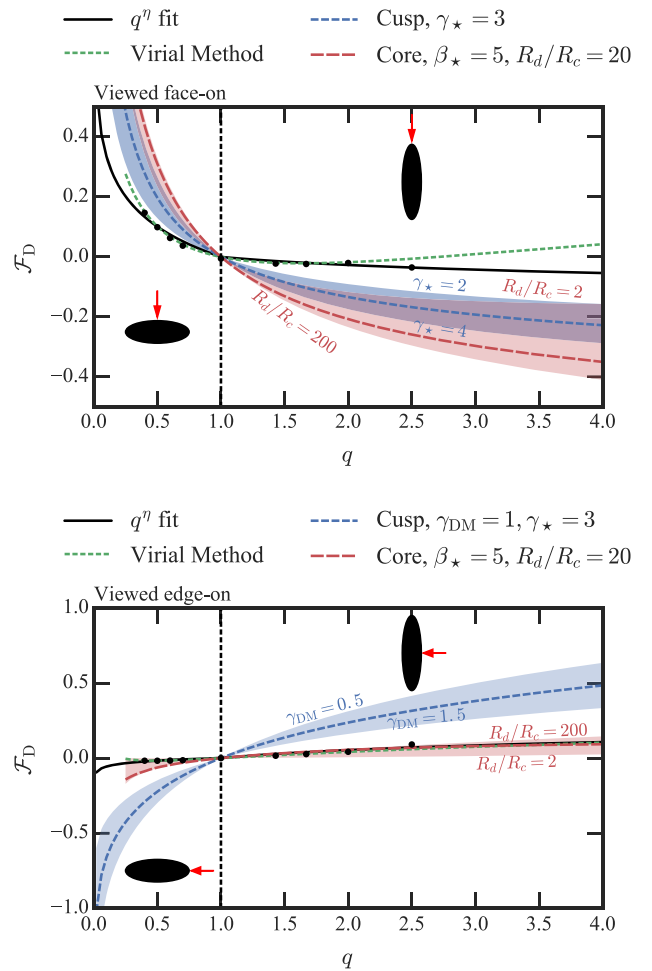 q^η fit
Cusp, γ⋆ = 3
Virial Method
Core, β⋆ = 5, R_d/R_c = 20
Viewed face-on
0.4
0.2
0.0
−0.2
−0.4
F_D
γ⋆ = 2
R_d/R_c = 2
R_d/R_c = 200
γ⋆ = 4
0.0 0.5 1.0 1.5 2.0 2.5 3.0 3.5 4.0
q
q^η fit
Cusp, γ_DM = 1, γ⋆ = 3
Virial Method
Core, β⋆ = 5, R_d/R_c = 20
Viewed edge-on
1.0
0.5
0.0
−0.5
−1.0
F_D
γ_DM = 0.5
γ_DM = 1.5
R_d/R_c = 200
R_d/R_c = 2
0.0 0.5 1.0 1.5 2.0 2.5 3.0 3.5 4.0
q